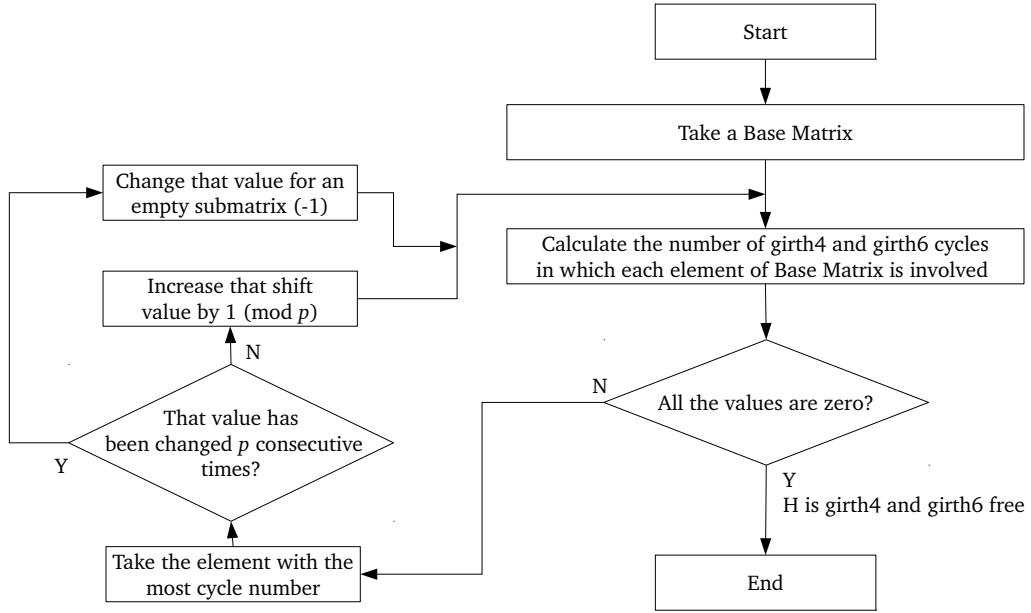 Start
Take a Base Matrix
Change that value for an
empty submatrix (-1)
Calculate the number of girth4 and girth6 cycles
in which each element of Base Matrix is involved
Increase that shift
value by 1 (mod p)
N
N
All the values are zero?
That value has
been changed p consecutive
times?
Y
Y
H is girth4 and girth6 free
Take the element with the
most cycle number
End